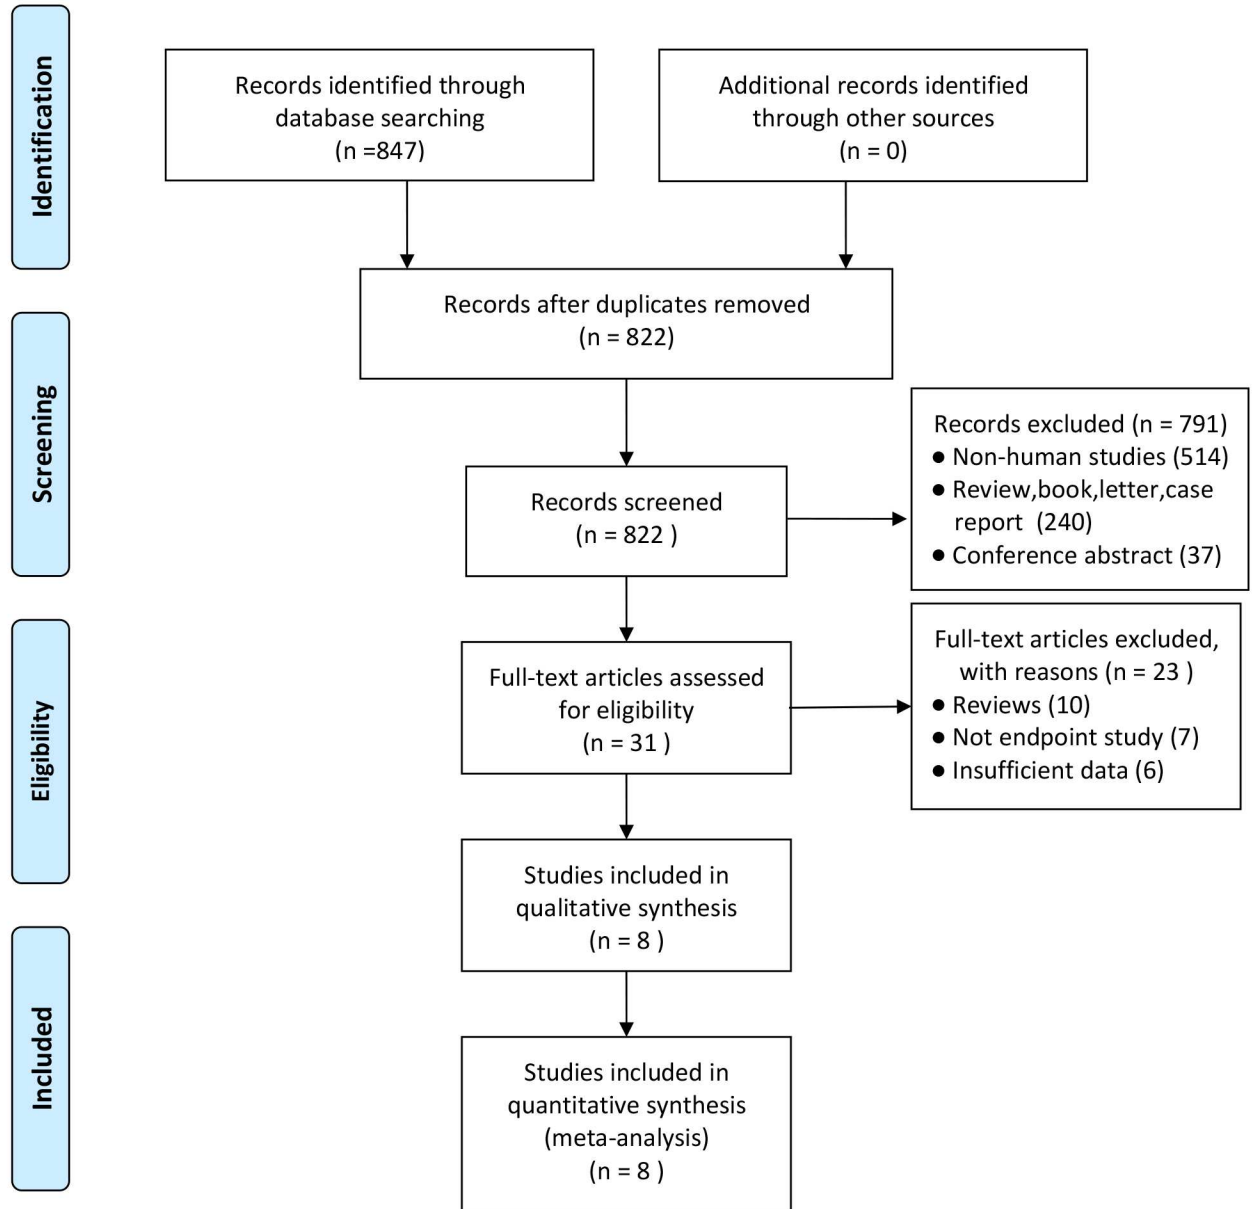 Identification
Records identified through
database searching
(n =847)
Additional records identified
through other sources
(n = 0)
Records after duplicates removed
(n = 822)
Screening
Records screened
(n = 822 )
Records excluded (n = 791)
● Non-human studies (514)
● Review,book,letter,case
report (240)
● Conference abstract (37)
Eligibility
Full-text articles assessed
for eligibility
(n = 31 )
Full-text articles excluded,
with reasons (n = 23 )
● Reviews (10)
● Not endpoint study (7)
● Insufficient data (6)
Studies included in
qualitative synthesis
(n = 8 )
Included
Studies included in
quantitative synthesis
(meta-analysis)
(n = 8 )